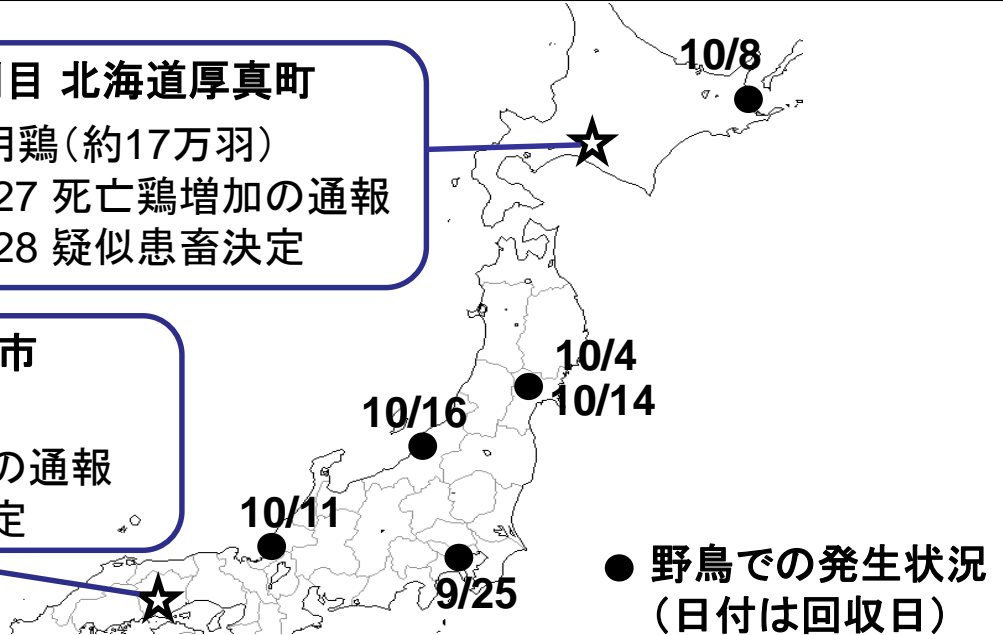 目 北海道厚真町
鶏（約17万羽）
27 死亡鶏増加の通報
28 疑似患畜決定
市
の通報
定
10/8
10/4
10/14
10/16
10/11
9/25
● 野鳥での発生状況
（日付は回収日）